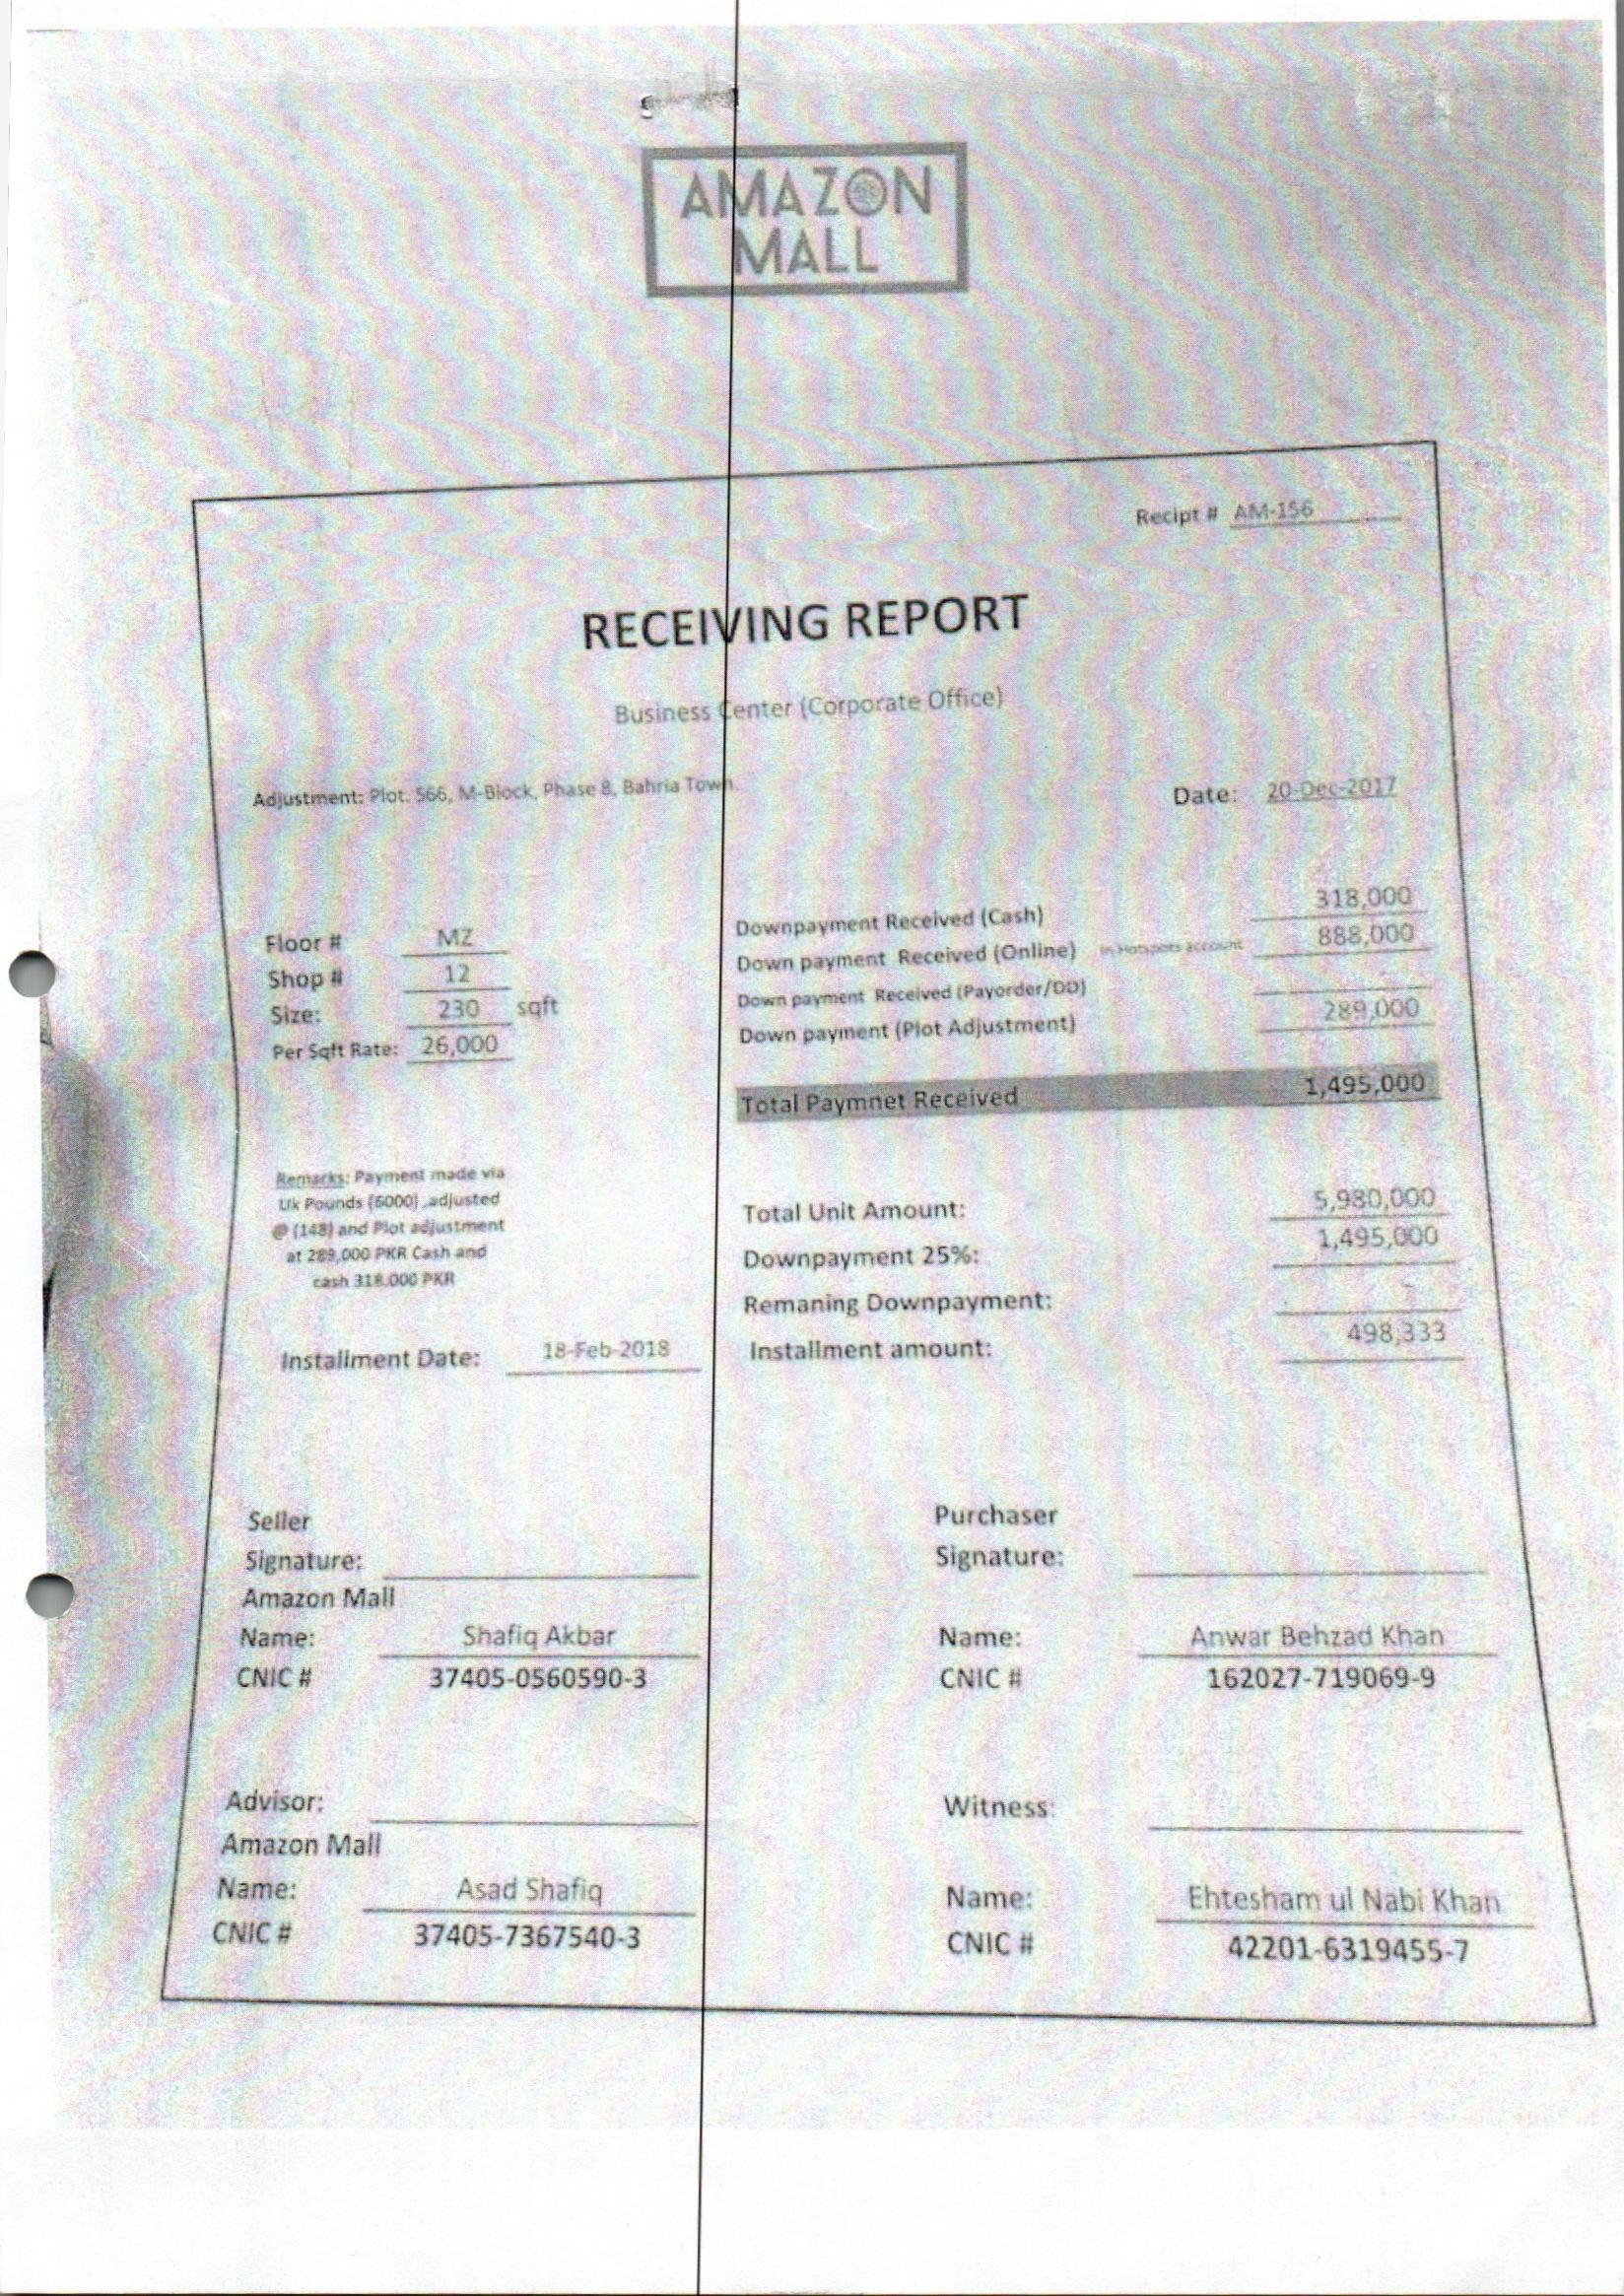 AMAZON
MALL
Recipt # AM-156
RECEIVING REPORT
Business Center (Corporate Office)
Adjustment: Plot. 566, M-Block, Phase 8, Bahria Town
Date: 20-Dec-2017
Floor # MZ
Shop # 12
Size: 230 sqft
Per Sqft Rate: 26,000
Downpayment Received (Cash) 318,000
Down payment Received (Online) in Hotspots account 888,000
Down payment Received (Payorder/DD)
Down payment (Plot Adjustment) 289,000
Total Paymnet Received 1,495,000
Remarks: Payment made via
Uk Pounds (6000) ,adjusted
@ (148) and Plot adjustment
at 289,000 PKR Cash and
cash 318.000 PKR
Total Unit Amount: 5,980,000
Downpayment 25%: 1,495,000
Remaning Downpayment: -
Installment amount: 498,333
Installment Date: 18-Feb-2018
Seller
Signature:
Amazon Mall
Name: Shafiq Akbar
CNIC # 37405-0560590-3
Purchaser
Signature:
Name: Anwar Behzad Khan
CNIC # 162027-719069-9
Advisor:
Amazon Mall
Name: Asad Shafiq
CNIC # 37405-7367540-3
Witness:
Name: Ehtesham ul Nabi Khan
CNIC # 42201-6319455-7